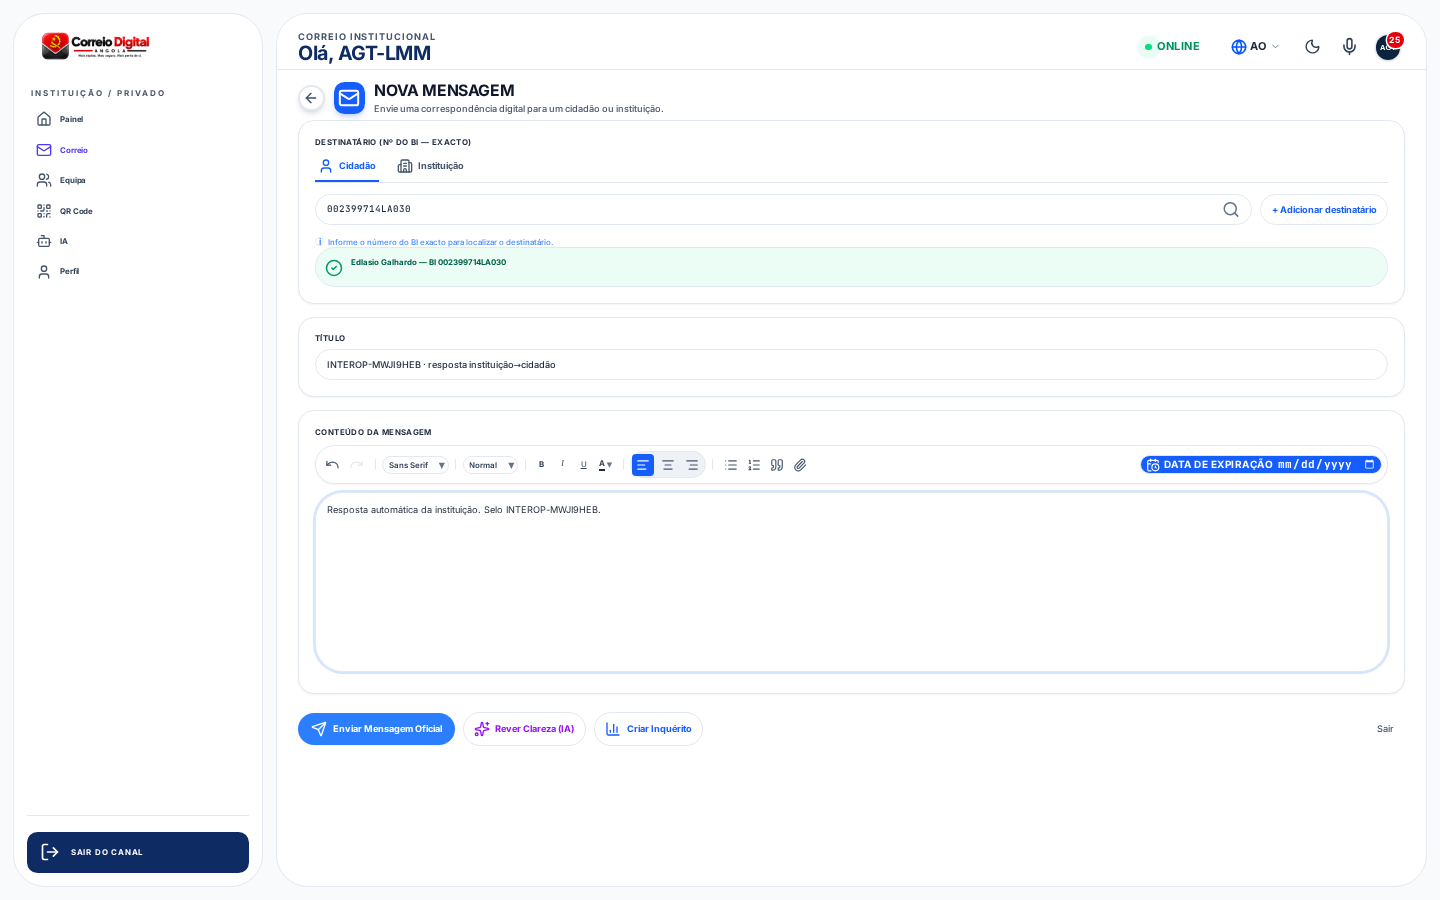 Correio Digital
ANGOLA
INSTITUIÇÃO / PRIVADO
Painel
Correio
Equipa
QR Code
IA
Perfil
SAIR DO CANAL
CORREIO INSTITUCIONAL
Olá, AGT-LMM
ONLINE
AO
25
NOVA MENSAGEM
Envie uma correspondência digital para um cidadão ou instituição.
DESTINATÁRIO (Nº DO BI — EXACTO)
Cidadão
Instituição
002399714LA030
+ Adicionar destinatário
Informe o número do BI exacto para localizar o destinatário.
Edlasio Galhardo — BI 002399714LA030
TÍTULO
INTEROP-MWJI9HEB · resposta instituição→cidadão
CONTEÚDO DA MENSAGEM
Sans Serif
Normal
B
I
U
A
DATA DE EXPIRAÇÃO mm/dd/yyyy
Resposta automática da instituição. Selo INTEROP-MWJI9HEB.
Enviar Mensagem Oficial
Rever Clareza (IA)
Criar Inquérito
Sair